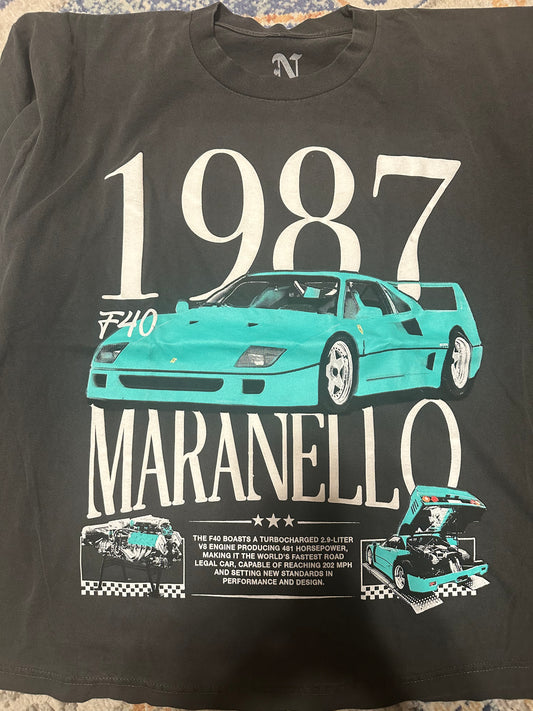 N
1987
F40
MARANELLO
THE F40 BOASTS A TURBOCHARGED 2.9-LITER
V8 ENGINE PRODUCING 481 HORSEPOWER,
MAKING IT THE WORLD'S FASTEST ROAD
LEGAL CAR, CAPABLE OF REACHING 202 MPH
AND SETTING NEW STANDARDS IN
PERFORMANCE AND DESIGN.